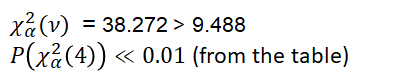 χ²α(ν) = 38.272 > 9.488
P(χ²α(4)) ≪ 0.01 (from the table)